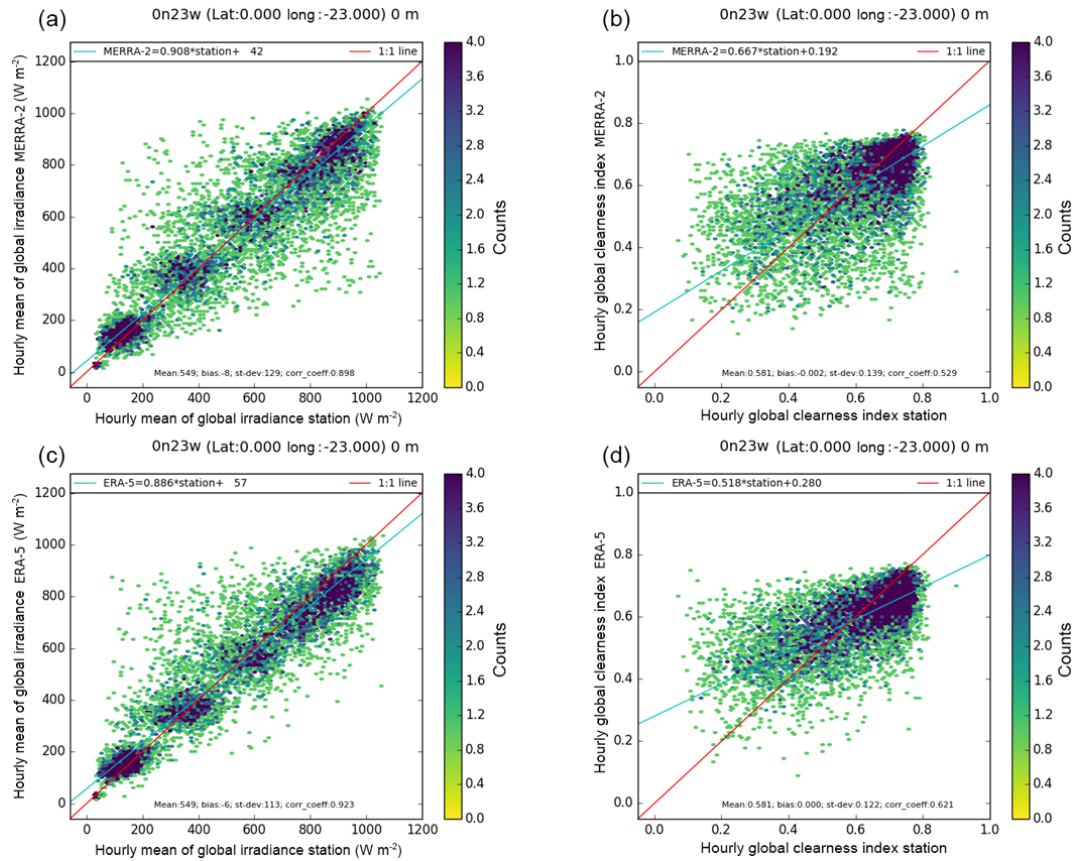 (a)
0n23w (Lat:0.000 long:-23.000) 0 m
MERRA-2=0.908*station+ 42
1:1 line
Hourly mean of global irradiance MERRA-2 (W m-2)
1200
1000
800
600
400
200
0
0 200 400 600 800 1000 1200
Mean:549; bias:-8; st-dev:129; corr_coeff:0.898
Hourly mean of global irradiance station (W m-2)
4.0
3.6
3.2
2.8
2.4
2.0
1.6
1.2
0.8
0.4
0.0
Counts
(b)
0n23w (Lat:0.000 long:-23.000) 0 m
MERRA-2=0.667*station+0.192
1:1 line
Hourly global clearness index MERRA-2
1.0
0.8
0.6
0.4
0.2
0.0
0.0 0.2 0.4 0.6 0.8 1.0
Mean:0.581; bias:-0.002; st-dev:0.139; corr_coeff:0.529
Hourly global clearness index station
4.0
3.6
3.2
2.8
2.4
2.0
1.6
1.2
0.8
0.4
0.0
Counts
(c)
0n23w (Lat:0.000 long:-23.000) 0 m
ERA-5=0.886*station+ 57
1:1 line
Hourly mean of global irradiance ERA-5 (W m-2)
1200
1000
800
600
400
200
0
0 200 400 600 800 1000 1200
Mean:549; bias:-6; st-dev:113; corr_coeff:0.923
Hourly mean of global irradiance station (W m-2)
4.0
3.6
3.2
2.8
2.4
2.0
1.6
1.2
0.8
0.4
0.0
Counts
(d)
0n23w (Lat:0.000 long:-23.000) 0 m
ERA-5=0.518*station+0.280
1:1 line
Hourly global clearness index ERA-5
1.0
0.8
0.6
0.4
0.2
0.0
0.0 0.2 0.4 0.6 0.8 1.0
Mean:0.581; bias:0.000; st-dev:0.122; corr_coeff:0.621
Hourly global clearness index station
4.0
3.6
3.2
2.8
2.4
2.0
1.6
1.2
0.8
0.4
0.0
Counts